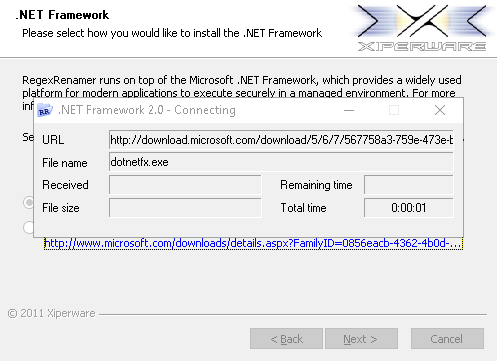 .NET Framework
Please select how you would like to install the .NET Framework
XIPERWARE
RegexRenamer runs on top of the Microsoft .NET Framework, which provides a widely used
platform for modern applications to execute securely in a managed environment. For more
RR .NET Framework 2.0 - Connecting
URL http://download.microsoft.com/download/5/6/7/567758a3-759e-473e-b
File name dotnetfx.exe
Received Remaining time
File size Total time 0:00:01
http://www.microsoft.com/downloads/details.aspx?FamilyID=0856eacb-4362-4b0d-...
© 2011 Xiperware
< Back Next > Cancel